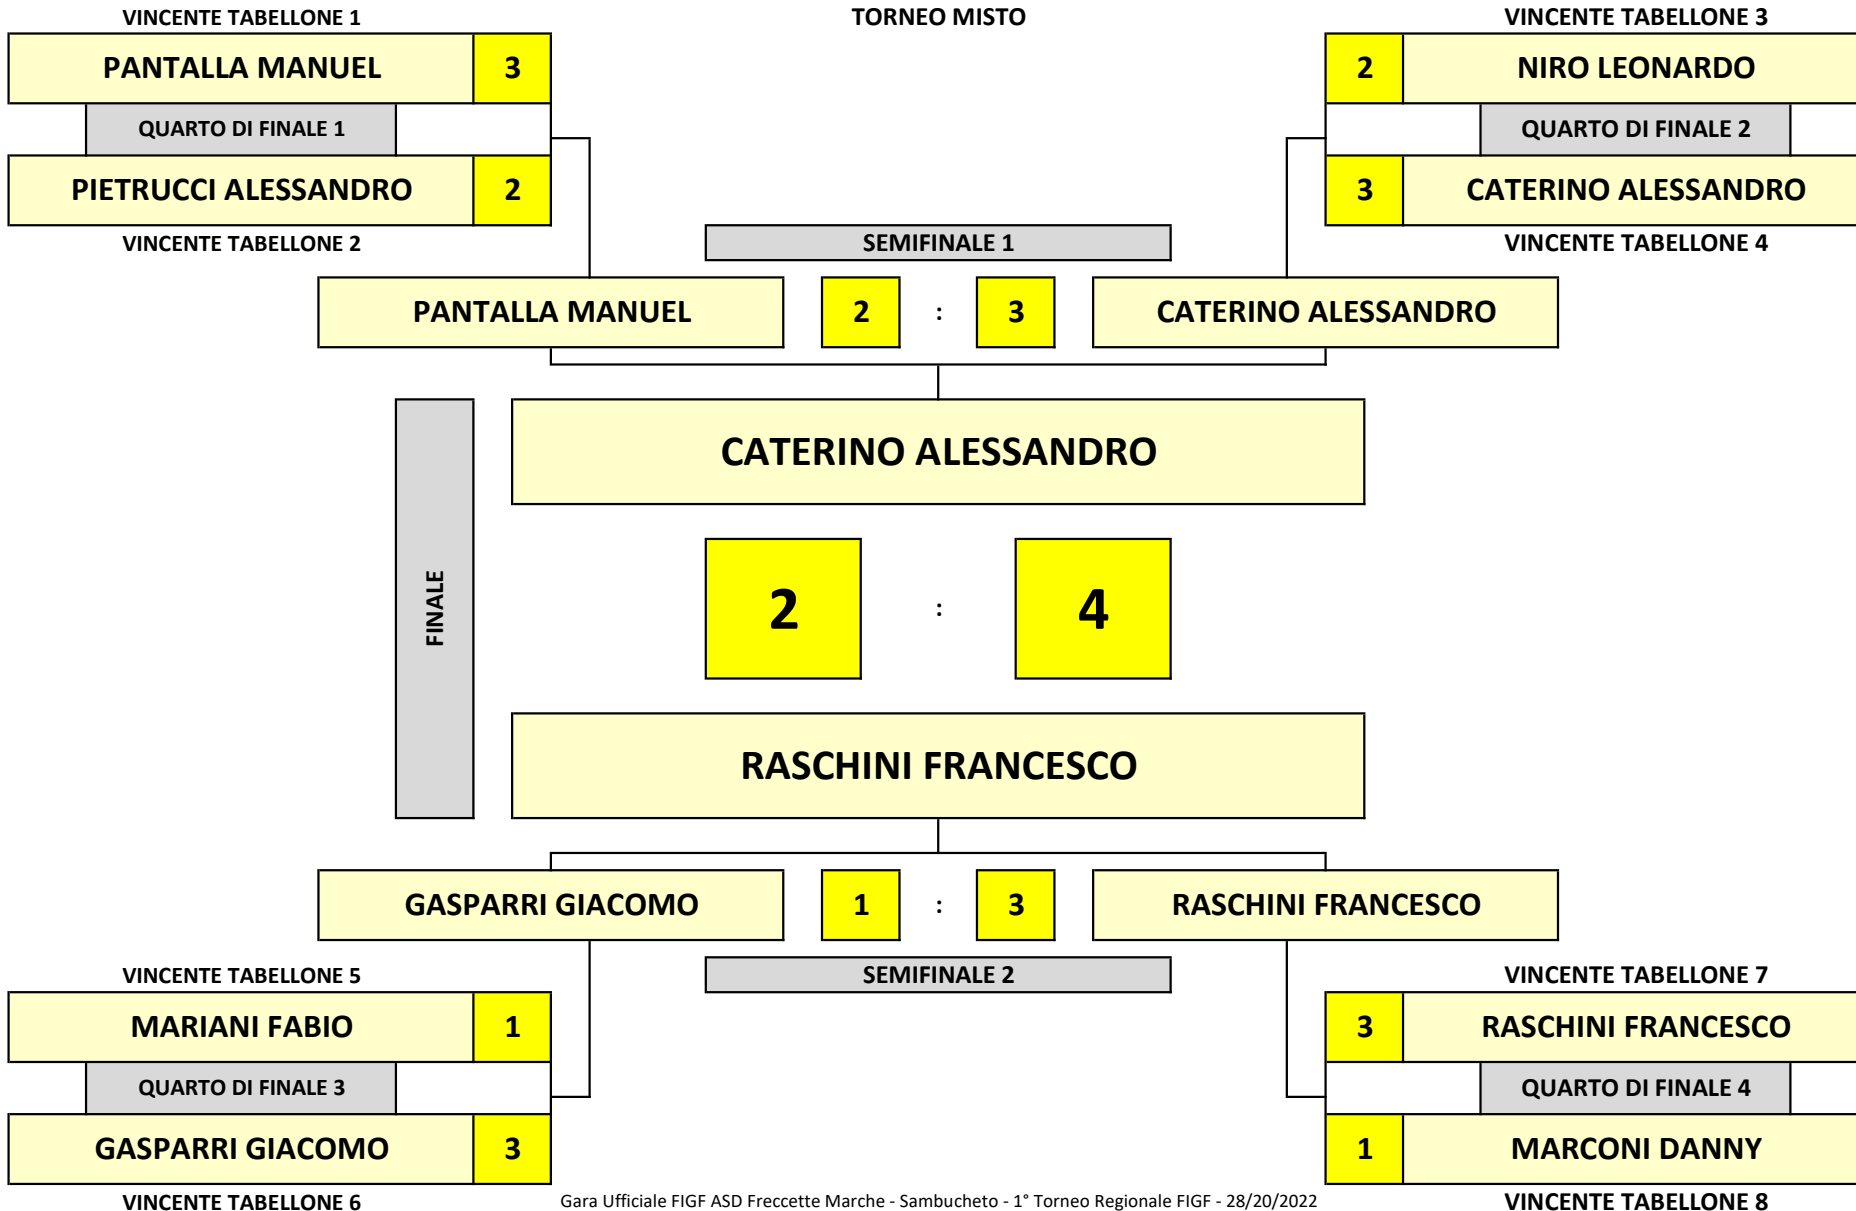 VINCENTE TABELLONE 1
TORNEO MISTO
VINCENTE TABELLONE 3
PANTALLA MANUEL 3
2 NIRO LEONARDO
QUARTO DI FINALE 1
QUARTO DI FINALE 2
PIETRUCCI ALESSANDRO 2
3 CATERINO ALESSANDRO
VINCENTE TABELLONE 2
SEMIFINALE 1
VINCENTE TABELLONE 4
PANTALLA MANUEL 2 : 3 CATERINO ALESSANDRO
CATERINO ALESSANDRO
FINALE
2 : 4
RASCHINI FRANCESCO
GASPARRI GIACOMO 1 : 3 RASCHINI FRANCESCO
VINCENTE TABELLONE 5
SEMIFINALE 2
VINCENTE TABELLONE 7
MARIANI FABIO 1
3 RASCHINI FRANCESCO
QUARTO DI FINALE 3
QUARTO DI FINALE 4
GASPARRI GIACOMO 3
1 MARCONI DANNY
VINCENTE TABELLONE 6
Gara Ufficiale FIGF ASD Freccette Marche - Sambucheto - 1° Torneo Regionale FIGF - 28/20/2022
VINCENTE TABELLONE 8